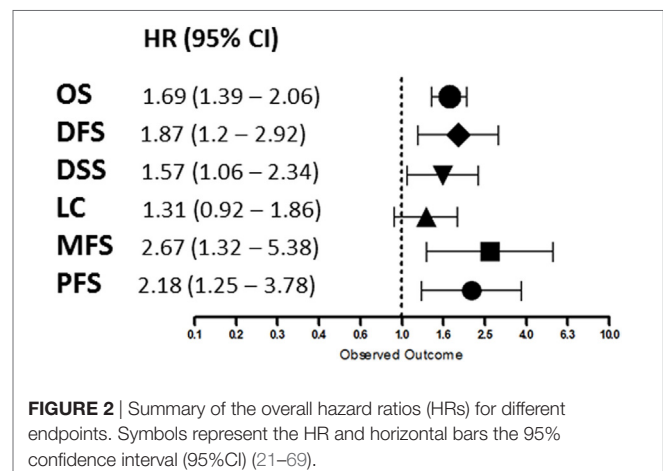 HR (95% CI)
OS 1.69 (1.39 – 2.06)
DFS 1.87 (1.2 – 2.92)
DSS 1.57 (1.06 – 2.34)
LC 1.31 (0.92 – 1.86)
MFS 2.67 (1.32 – 5.38)
PFS 2.18 (1.25 – 3.78)
0.1 0.2 0.3 0.4 0.6 1.0 1.6 2.5 4.0 6.3 10.0
Observed Outcome
FIGURE 2 | Summary of the overall hazard ratios (HRs) for different
endpoints. Symbols represent the HR and horizontal bars the 95%
confidence interval (95%CI) (21–69).